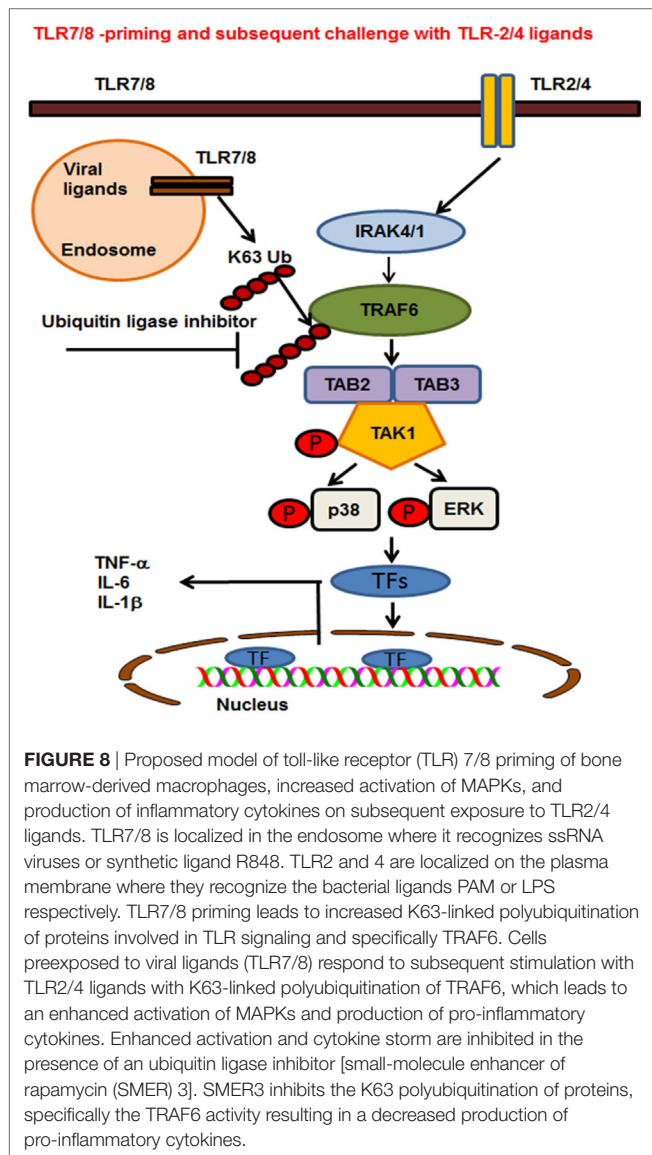 TLR7/8 -priming and subsequent challenge with TLR-2/4 ligands
TLR7/8
TLR2/4
TLR7/8
Viral
ligands
Endosome
IRAK4/1
K63 Ub
TRAF6
Ubiquitin ligase inhibitor
TAB2
TAB3
TAK1
P
P
p38
P
ERK
TNF-α
IL-6
IL-1β
TFs
TF
TF
Nucleus
FIGURE 8 | Proposed model of toll-like receptor (TLR) 7/8 priming of bone
marrow-derived macrophages, increased activation of MAPKs, and
production of inflammatory cytokines on subsequent exposure to TLR2/4
ligands. TLR7/8 is localized in the endosome where it recognizes ssRNA
viruses or synthetic ligand R848. TLR2 and 4 are localized on the plasma
membrane where they recognize the bacterial ligands PAM or LPS
respectively. TLR7/8 priming leads to increased K63-linked polyubiquitination
of proteins involved in TLR signaling and specifically TRAF6. Cells
preexposed to viral ligands (TLR7/8) respond to subsequent stimulation with
TLR2/4 ligands with K63-linked polyubiquitination of TRAF6, which leads to
an enhanced activation of MAPKs and production of pro-inflammatory
cytokines. Enhanced activation and cytokine storm are inhibited in the
presence of an ubiquitin ligase inhibitor [small-molecule enhancer of
rapamycin (SMER) 3]. SMER3 inhibits the K63 polyubiquitination of proteins,
specifically the TRAF6 activity resulting in a decreased production of
pro-inflammatory cytokines.